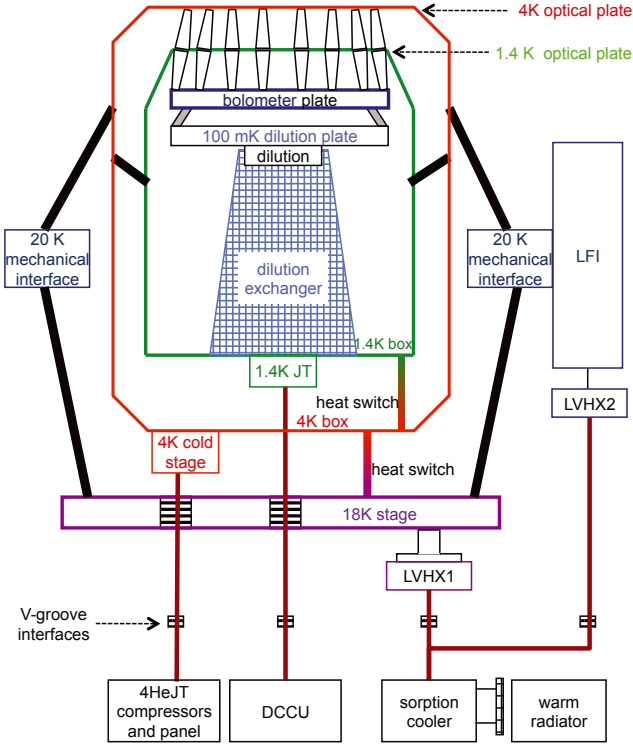 4K optical plate
1.4 K optical plate
bolometer plate
100 mK dilution plate
dilution
20 K
mechanical
interface
20 K
mechanical
interface
LFI
dilution
exchanger
1.4K box
1.4K JT
heat switch
LVHX2
4K box
4K cold
stage
heat switch
18K stage
LVHX1
V-groove
interfaces
4HeJT
compressors
and panel
DCCU
sorption
cooler
warm
radiator